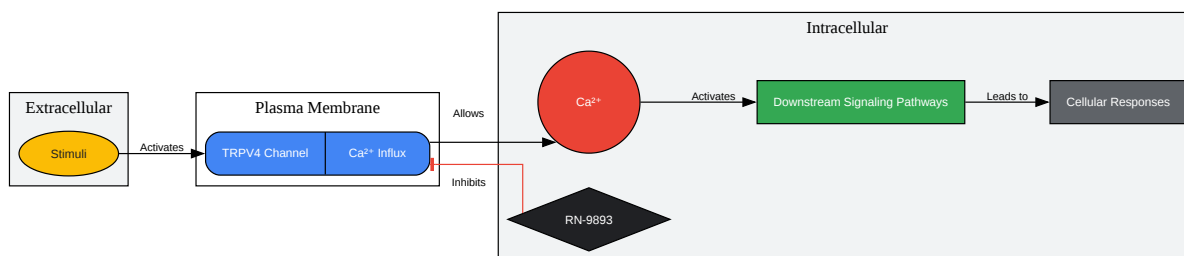 Intracellular
Extracellular
Plasma Membrane
Stimuli
Activates
TRPV4 Channel
Ca²⁺ Influx
Allows
Inhibits
Ca²⁺
Activates
Downstream Signaling Pathways
Leads to
Cellular Responses
RN-9893